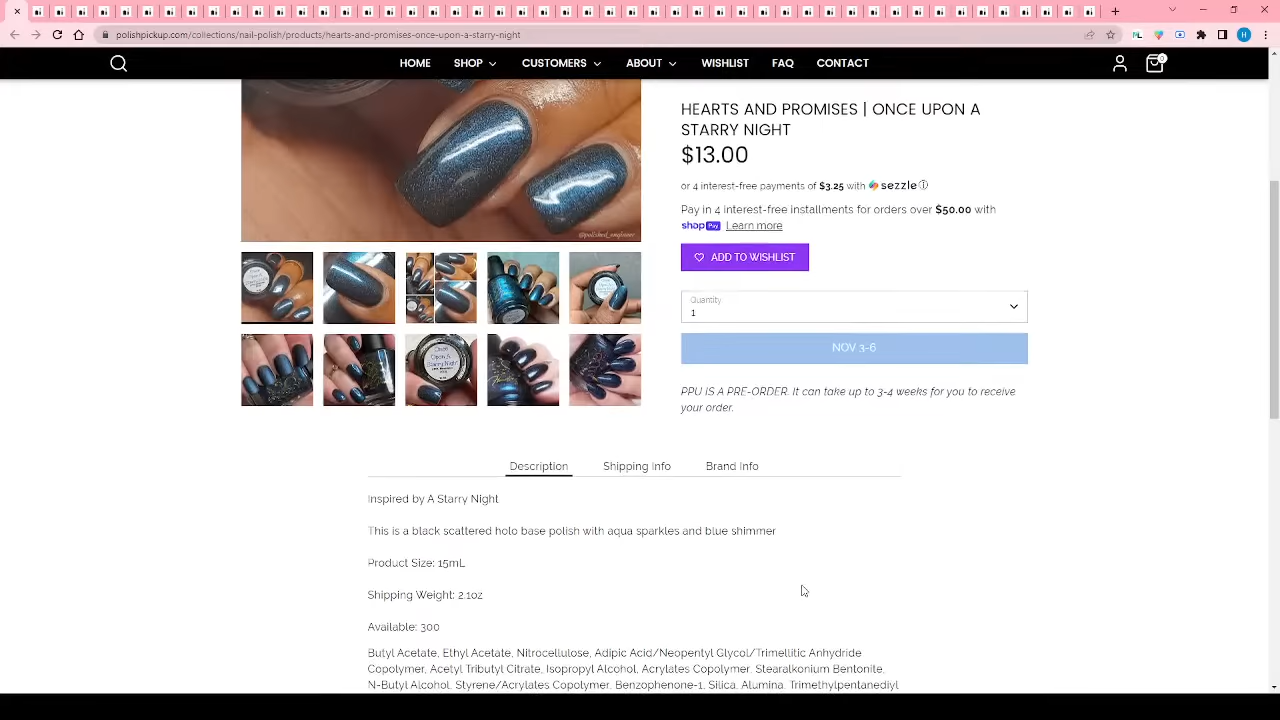 polishpickup.com/collections/nail-polish/products/hearts-and-promises-once-upon-a-starry-night
HOME SHOP CUSTOMERS ABOUT WISHLIST FAQ CONTACT
0
HEARTS AND PROMISES | ONCE UPON A
STARRY NIGHT
$13.00
or 4 interest-free payments of $3.25 with sezzle
Pay in 4 interest-free installments for orders over $50.00 with
shop Pay Learn more
ADD TO WISHLIST
Quantity
1
NOV 3-6
PPU IS A PRE-ORDER. It can take up to 3-4 weeks for you to receive
your order.
Description Shipping Info Brand Info
Inspired by A Starry Night
This is a black scattered holo base polish with aqua sparkles and blue shimmer
Product Size: 15mL
Shipping Weight: 2.1oz
Available: 300
Butyl Acetate, Ethyl Acetate, Nitrocellulose, Adipic Acid/Neopentyl Glycol/Trimellitic Anhydride
Copolymer, Acetyl Tributyl Citrate, Isopropyl Alcohol, Acrylates Copolymer, Stearalkonium Bentonite,
N-Butyl Alcohol, Styrene/Acrylates Copolymer, Benzophenone-1, Silica, Alumina, Trimethylpentanediyl